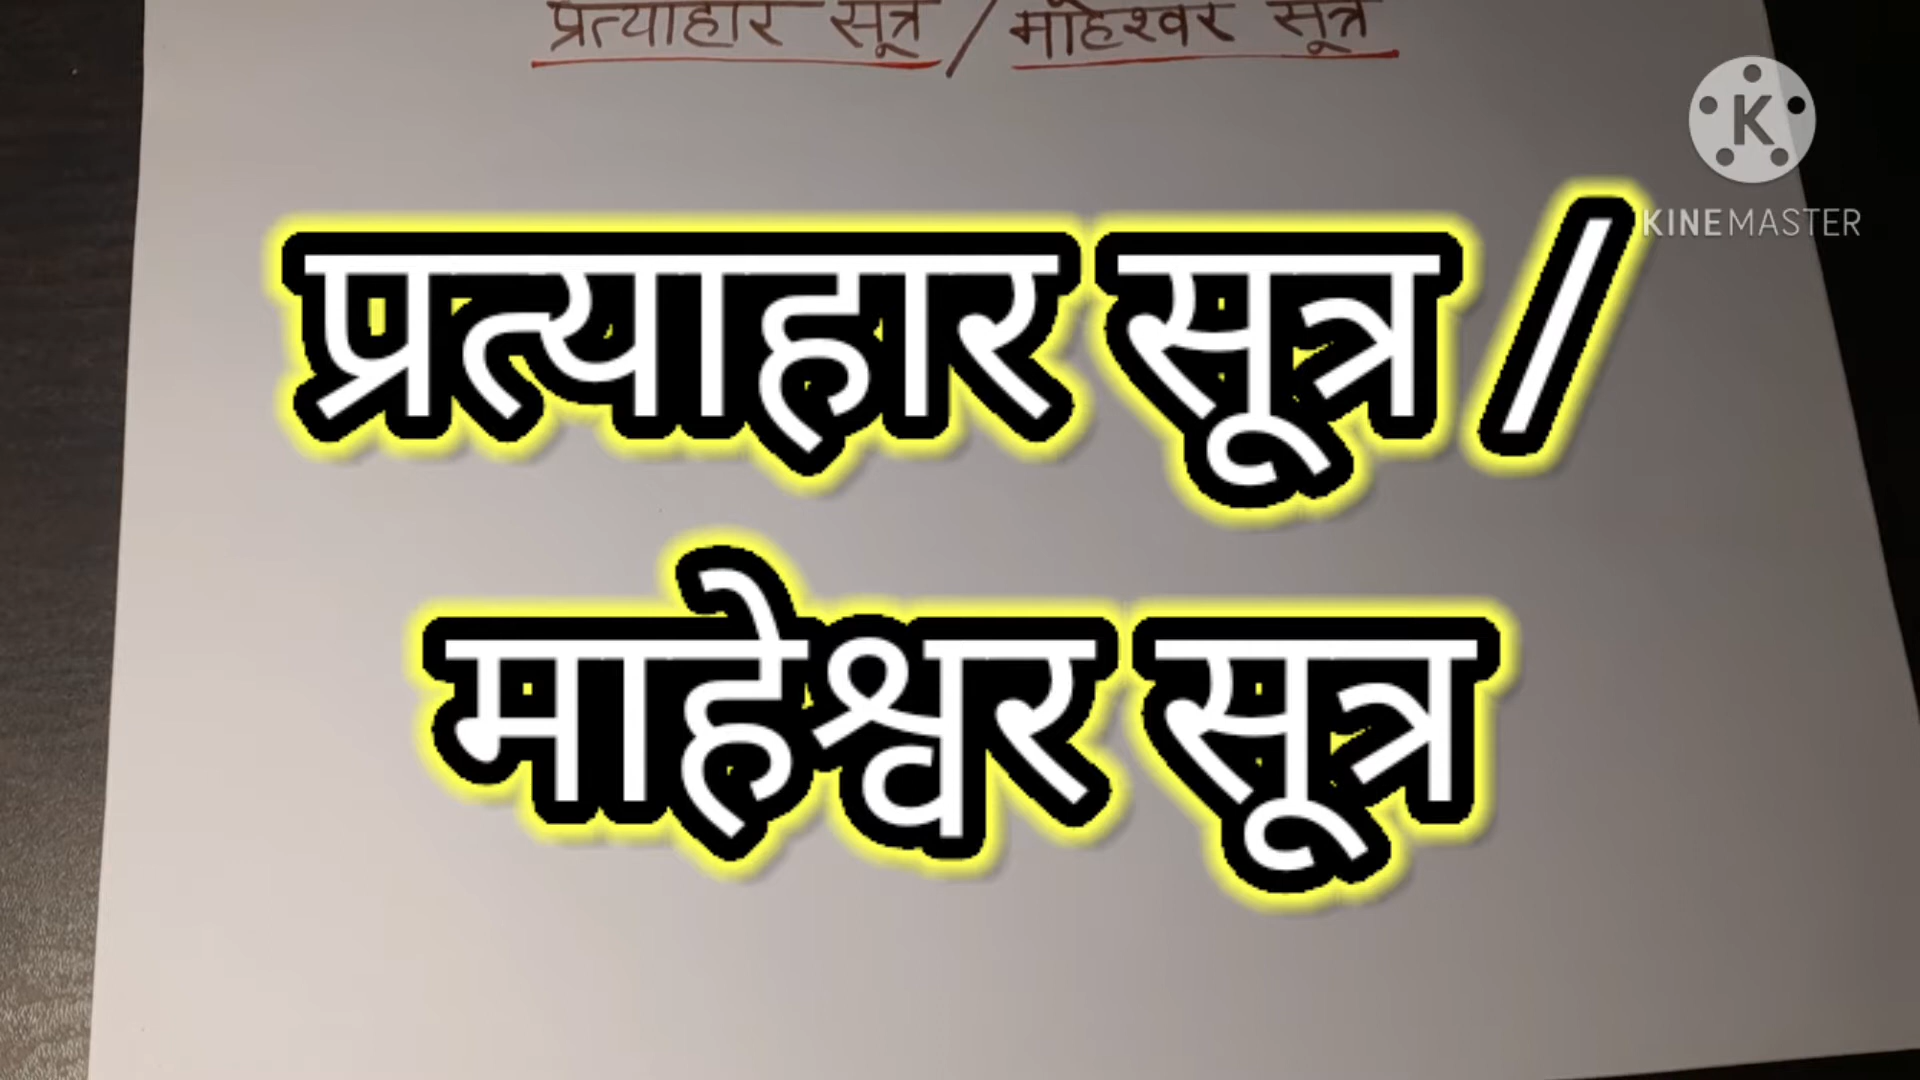 प्रत्याहार सूत्र / माहेश्वर सूत्र
K
KINEMASTER
प्रत्याहार सूत्र /
माहेश्वर सूत्र